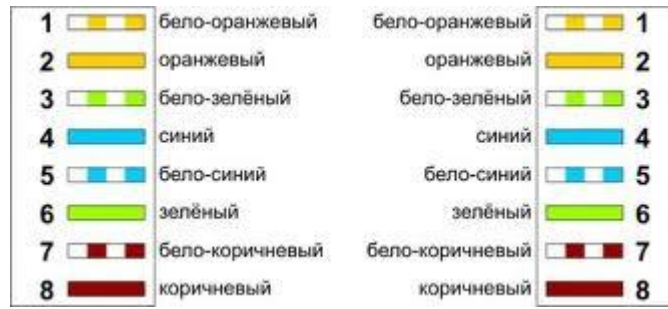 1 бело-оранжевый бело-оранжевый 1
2 оранжевый оранжевый 2
3 бело-зелёный бело-зелёный 3
4 синий синий 4
5 бело-синий бело-синий 5
6 зелёный зелёный 6
7 бело-коричневый бело-коричневый 7
8 коричневый коричневый 8